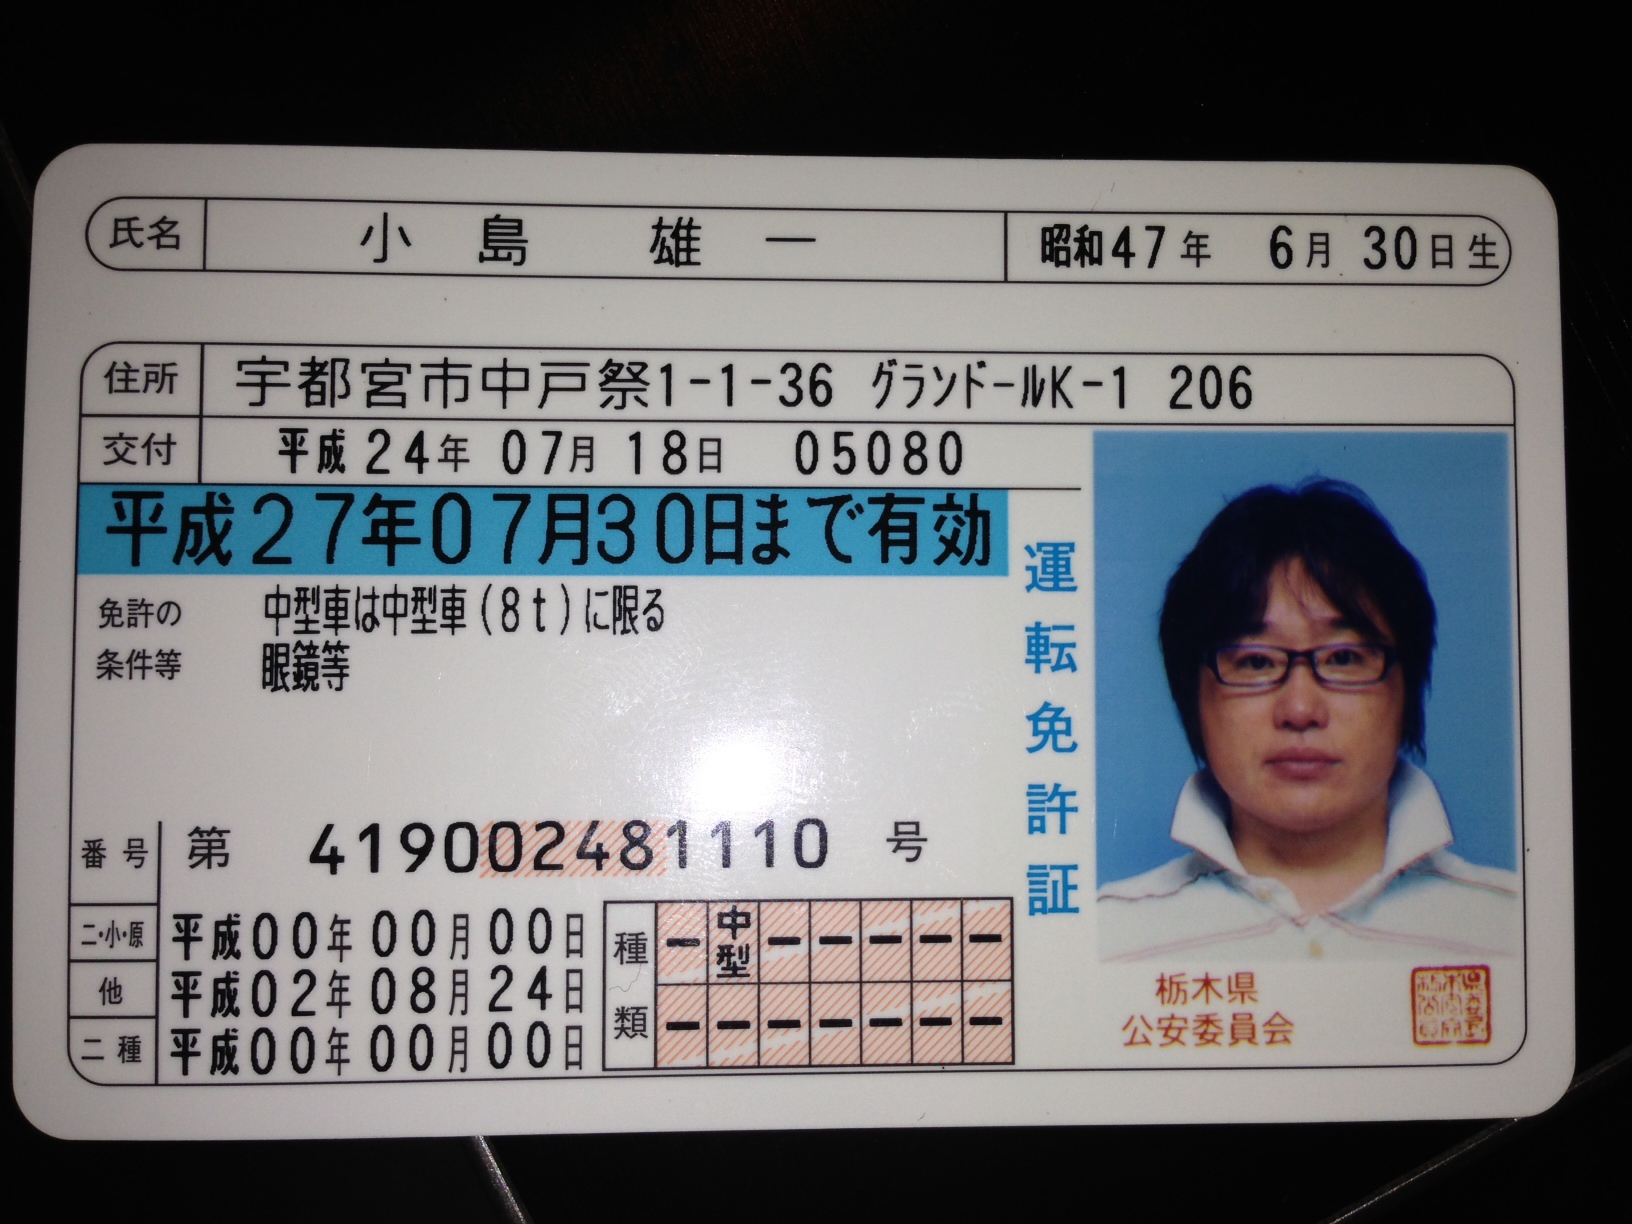 氏名 小島 雄一 昭和47年 6月30日生
住所 宇都宮市中戸祭1-1-36 グランドールK-1 206
交付 平成24年07月18日 05080
平成27年07月30日まで有効
免許の
条件等
中型車は中型車(8t)に限る
眼鏡等
番号 第 419002481110 号
二・小・原 平成00年00月00日
他 平成02年08月24日
二種 平成00年00月00日
種類
中型
運転免許証
栃木県
公安委員会